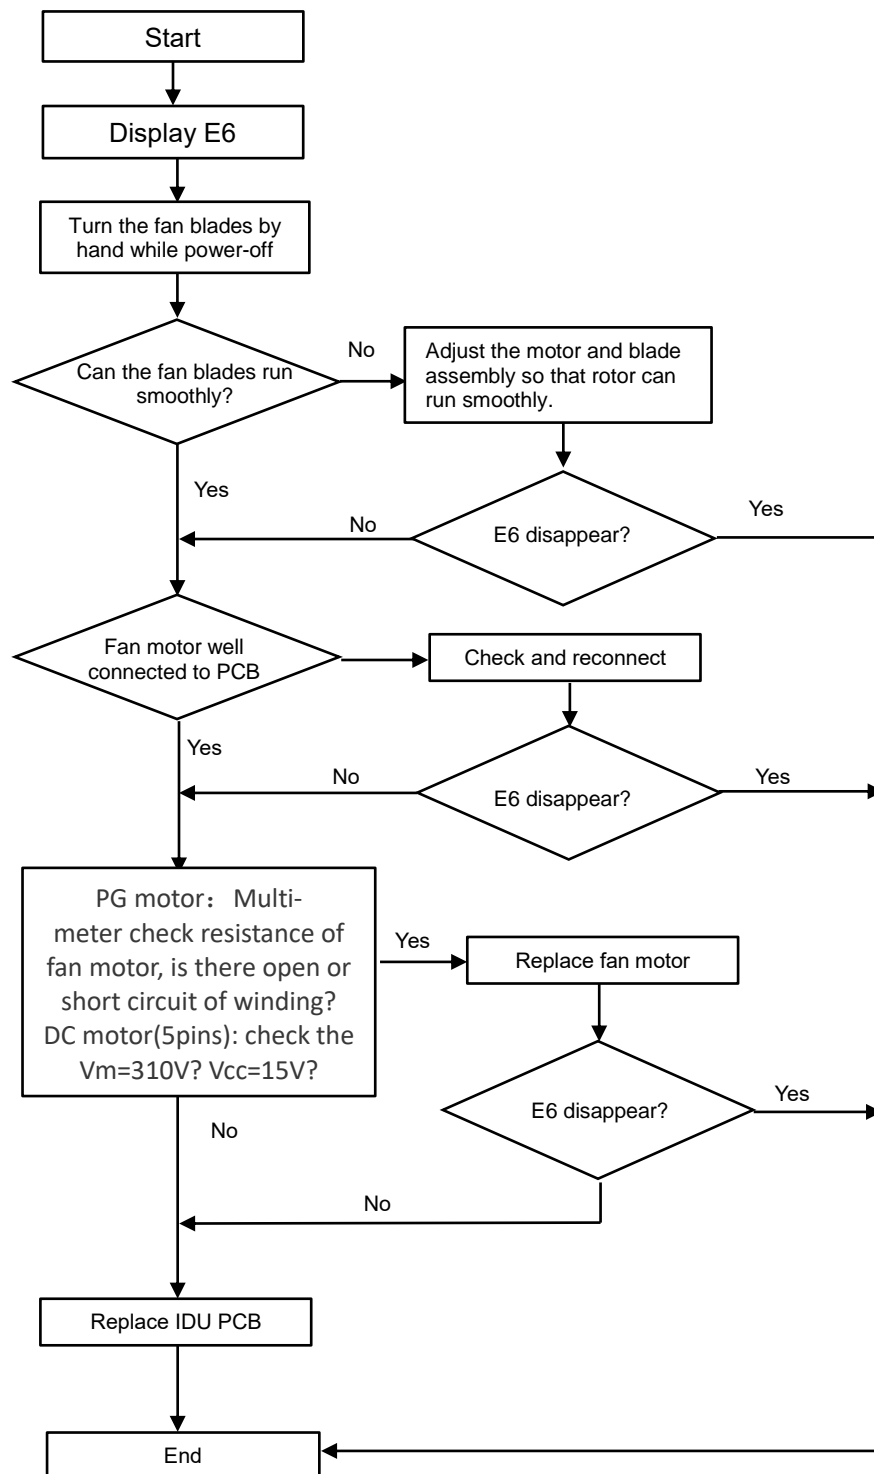 Start
Display E6
Turn the fan blades by
hand while power-off
Can the fan blades run
smoothly?
No
Adjust the motor and blade
assembly so that rotor can
run smoothly.
Yes
No
E6 disappear?
Yes
Fan motor well
connected to PCB
Check and reconnect
Yes
No
E6 disappear?
Yes
PG motor： Multi-
meter check resistance of
fan motor, is there open or
short circuit of winding?
DC motor(5pins): check the
Vm=310V? Vcc=15V?
Yes
Replace fan motor
E6 disappear?
Yes
No
No
Replace IDU PCB
End